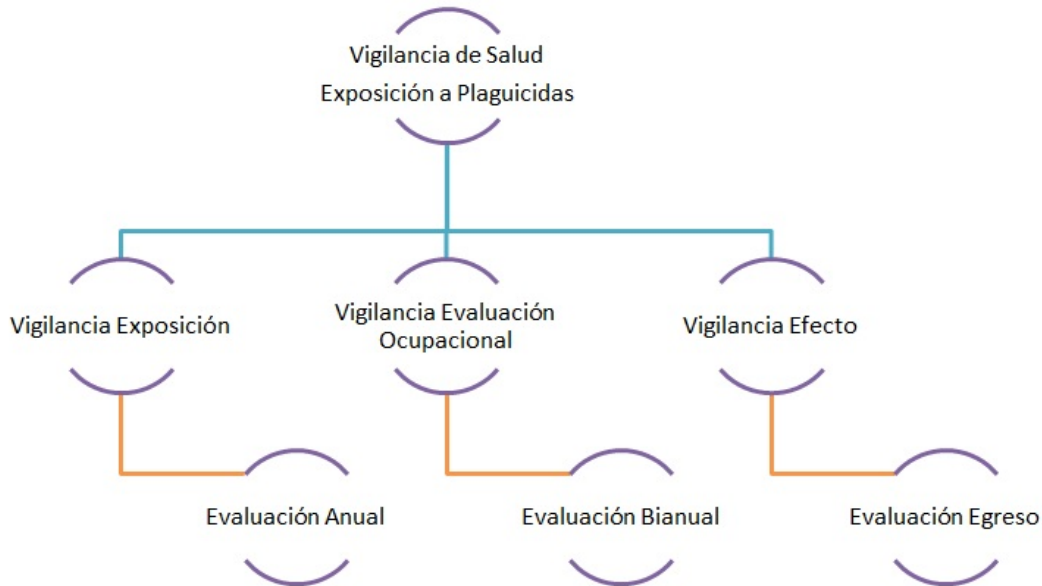 Vigilancia de Salud
Exposición a Plaguicidas
Vigilancia Exposición
Vigilancia Evaluación
Ocupacional
Vigilancia Efecto
Evaluación Anual
Evaluación Bianual
Evaluación Egreso